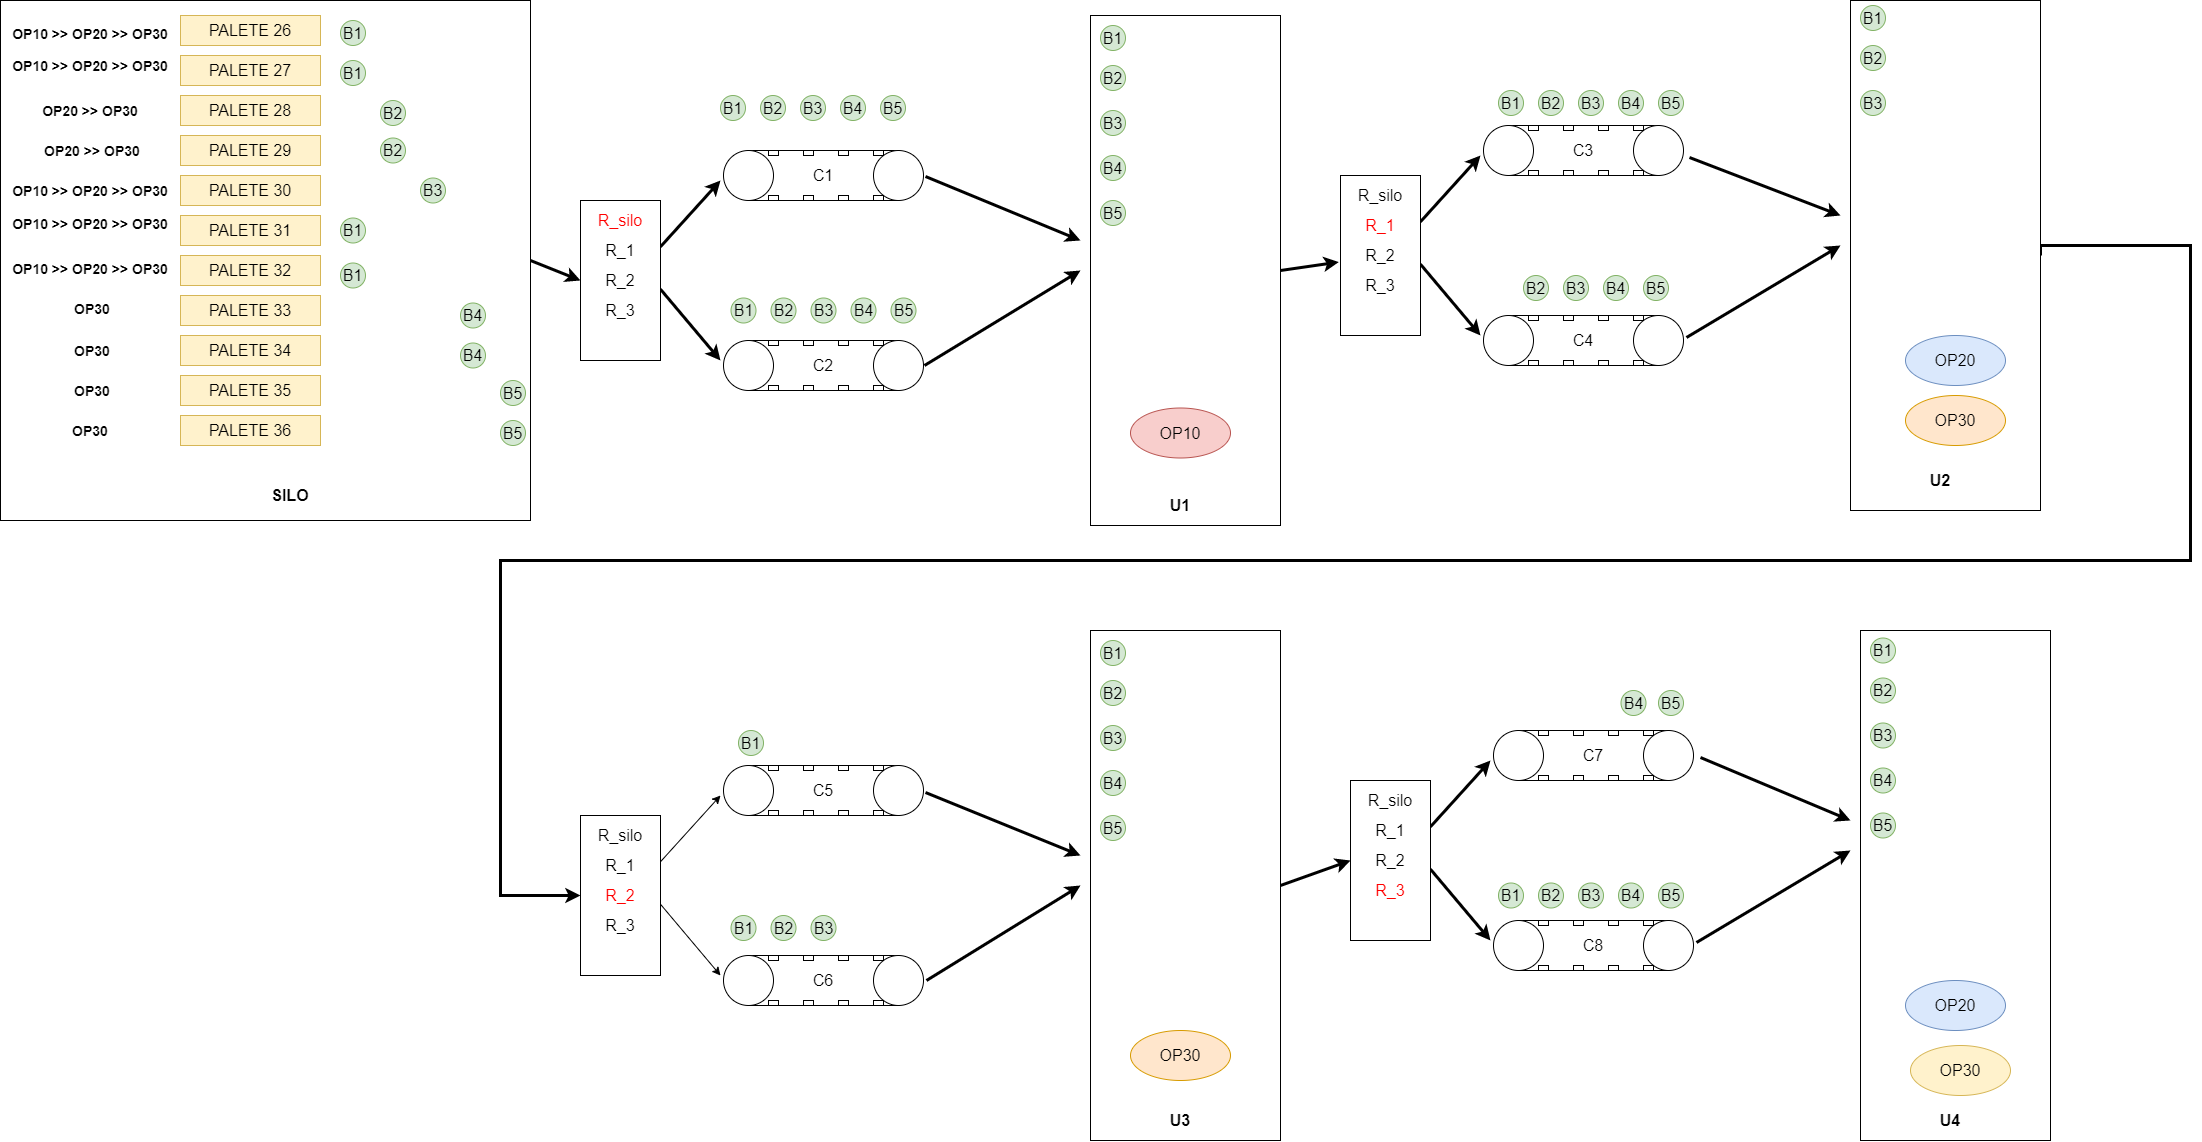 OP10 >> OP20 >> OP30 PALETE 26 B1
OP10 >> OP20 >> OP30 PALETE 27 B1
OP20 >> OP30 PALETE 28 B2
OP20 >> OP30 PALETE 29 B2
OP10 >> OP20 >> OP30 PALETE 30 B3
OP10 >> OP20 >> OP30 PALETE 31 B1
OP10 >> OP20 >> OP30 PALETE 32 B1
OP30 PALETE 33 B4
OP30 PALETE 34 B4
OP30 PALETE 35 B5
OP30 PALETE 36 B5
SILO
R_silo
R_1
R_2
R_3
B1 B2 B3 B4 B5
C1
B1 B2 B3 B4 B5
C2
B1
B2
B3
B4
B5
OP10
U1
R_silo
R_1
R_2
R_3
B1 B2 B3 B4 B5
C3
B2 B3 B4 B5
C4
B1
B2
B3
OP20
OP30
U2
R_silo
R_1
R_2
R_3
B1
C5
B1 B2 B3
C6
B1
B2
B3
B4
B5
OP30
U3
R_silo
R_1
R_2
R_3
B4 B5
C7
B1 B2 B3 B4 B5
C8
B1
B2
B3
B4
B5
OP20
OP30
U4